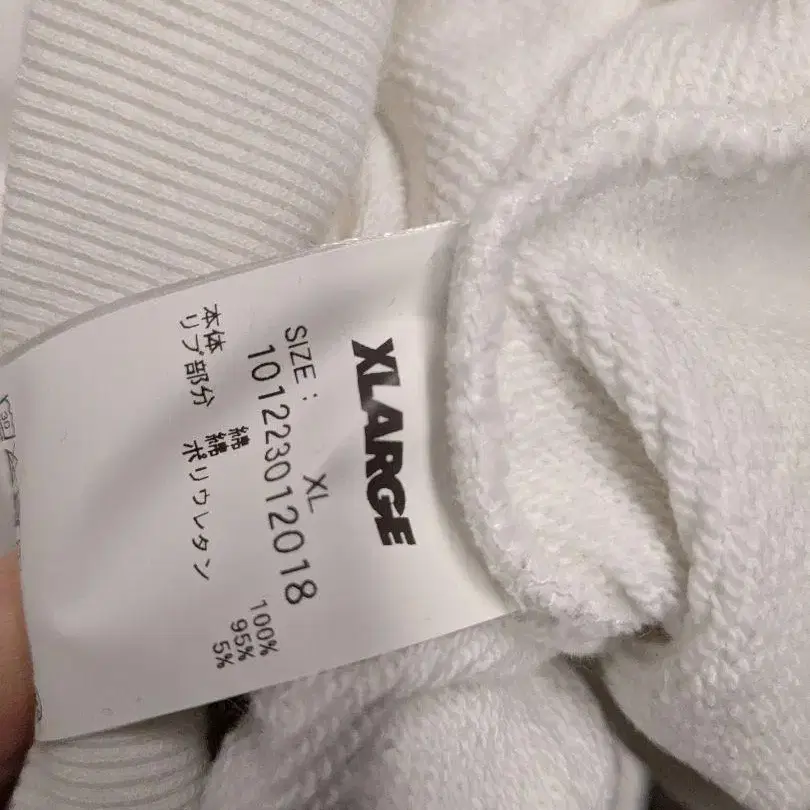 XLARGE
SIZE: XL
101223012018
本体 綿 100%
リブ部分 綿 95%
ポリウレタン 5%
30